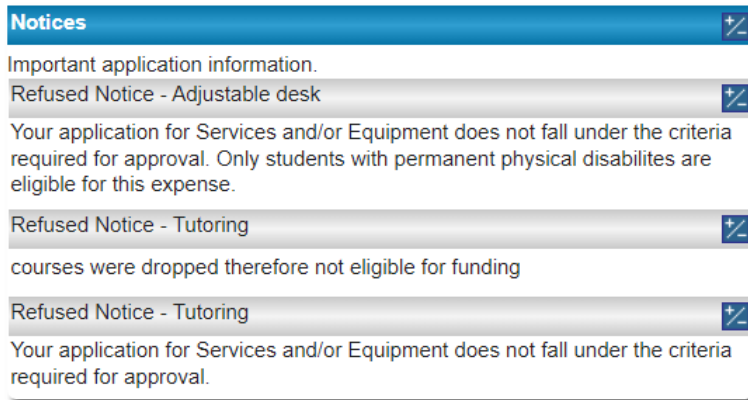 Notices
Important application information.
Refused Notice - Adjustable desk
Your application for Services and/or Equipment does not fall under the criteria
required for approval. Only students with permanent physical disabilites are
eligible for this expense.
Refused Notice - Tutoring
courses were dropped therefore not eligible for funding
Refused Notice - Tutoring
Your application for Services and/or Equipment does not fall under the criteria
required for approval.